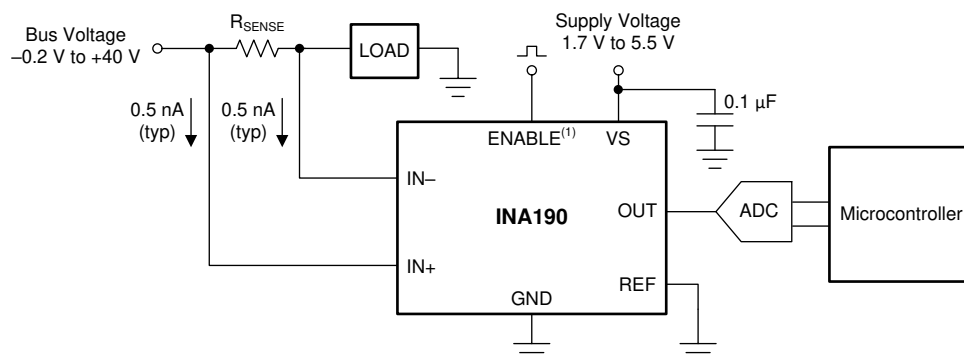 Bus Voltage
–0.2 V to +40 V
RSENSE
LOAD
Supply Voltage
1.7 V to 5.5 V
0.5 nA
(typ)
0.5 nA
(typ)
0.1 μF
ENABLE(1)
VS
IN–
INA190
OUT
ADC
Microcontroller
IN+
REF
GND